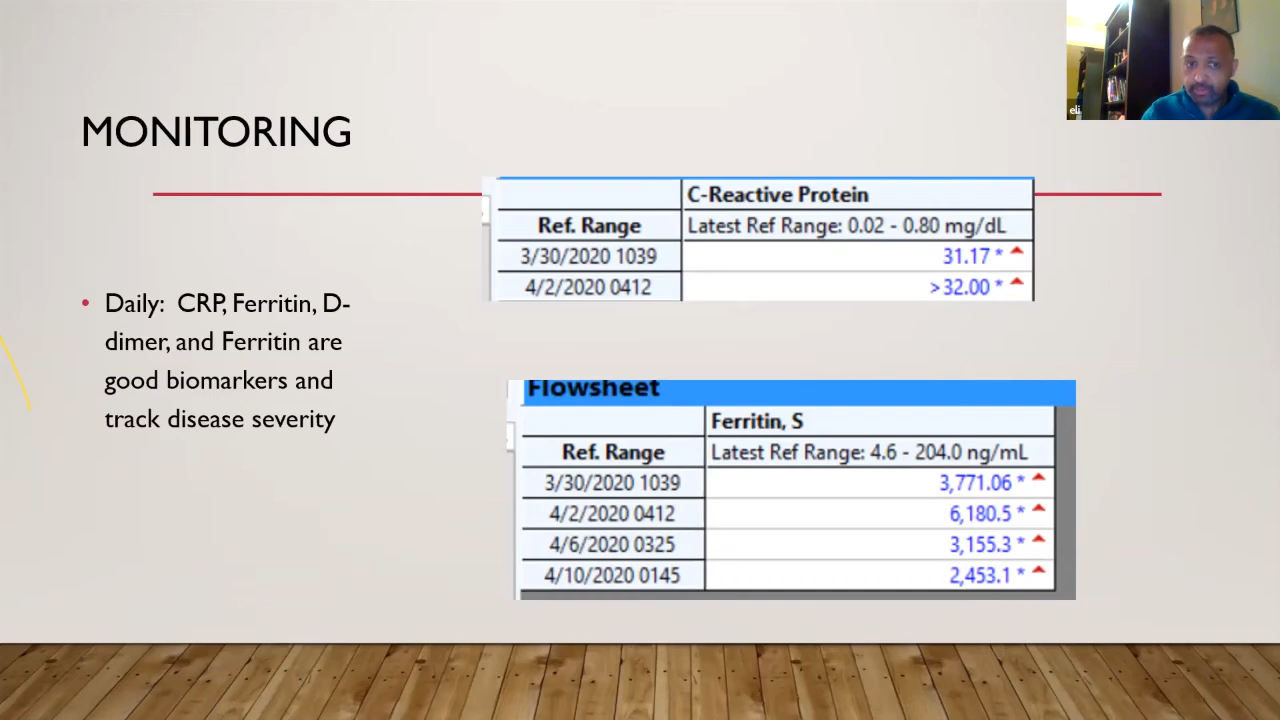 eli
MONITORING
• Daily: CRP, Ferritin, D-
dimer, and Ferritin are
good biomarkers and
track disease severity
C-Reactive Protein
Ref. Range Latest Ref Range: 0.02 - 0.80 mg/dL
3/30/2020 1039 31.17 *
4/2/2020 0412 >32.00 *
Flowsheet
Ferritin, S
Ref. Range Latest Ref Range: 4.6 - 204.0 ng/mL
3/30/2020 1039 3,771.06 *
4/2/2020 0412 6,180.5 *
4/6/2020 0325 3,155.3 *
4/10/2020 0145 2,453.1 *